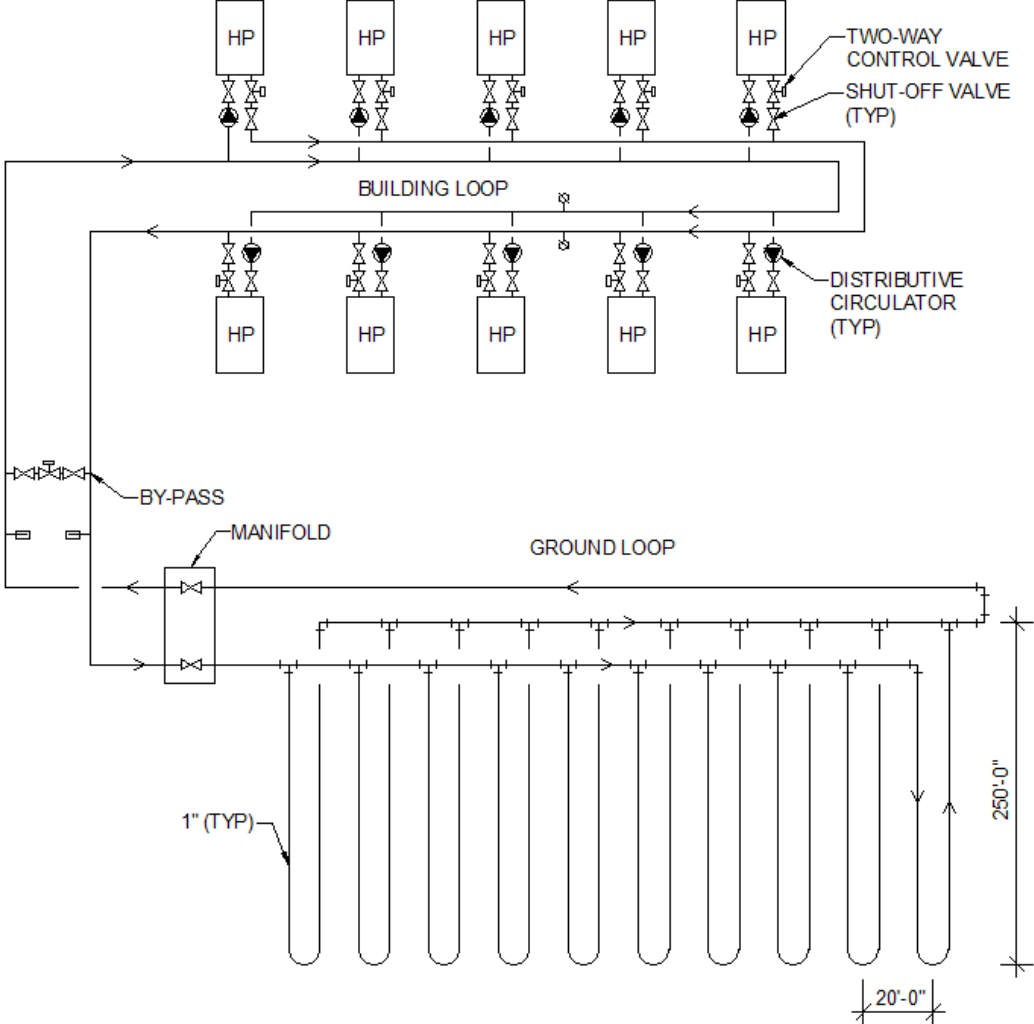 HP
HP
HP
HP
HP
TWO-WAY
CONTROL VALVE
SHUT-OFF VALVE
(TYP)
BUILDING LOOP
DISTRIBUTIVE
CIRCULATOR
(TYP)
HP
HP
HP
HP
HP
BY-PASS
MANIFOLD
GROUND LOOP
1" (TYP)
250'-0"
20'-0"